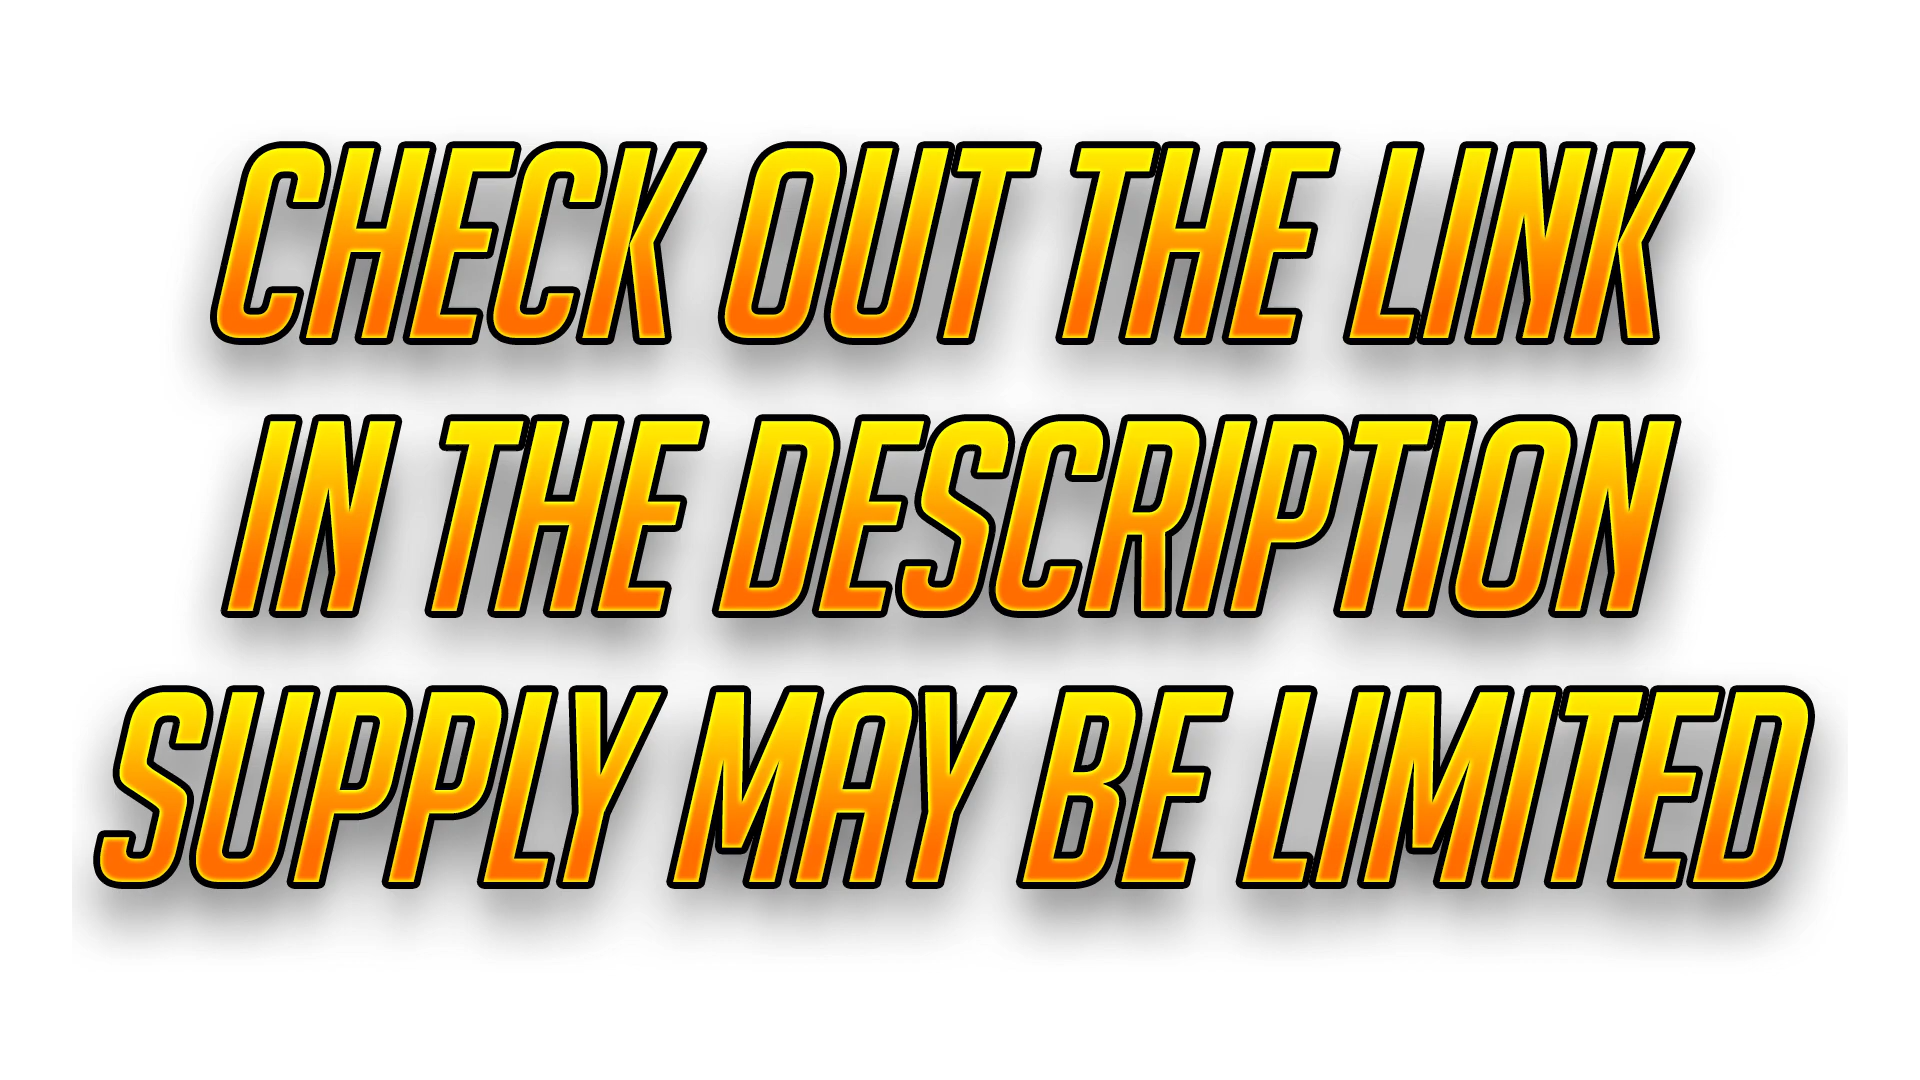 CHECK OUT THE LINK
IN THE DESCRIPTION
SUPPLY MAY BE LIMITED